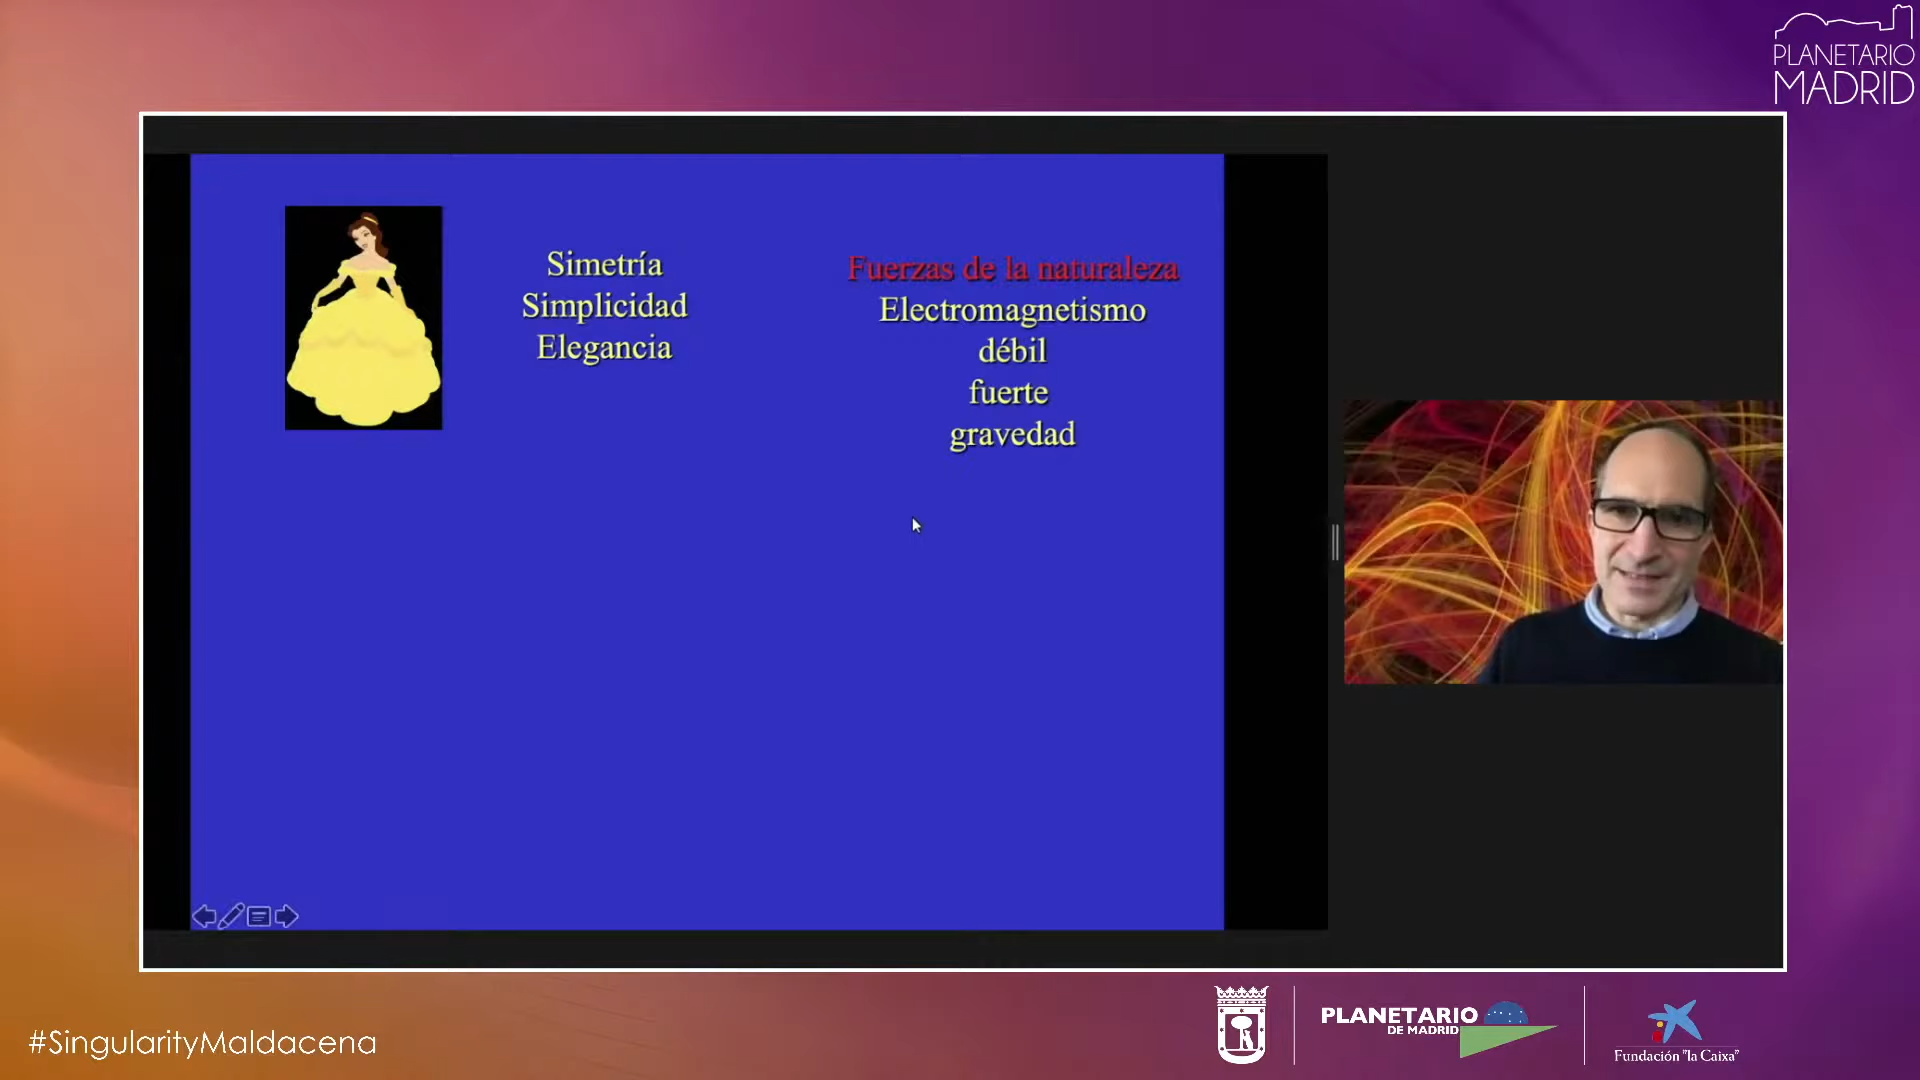 PLANETARIO
MADRID
Simetría
Simplicidad
Elegancia
Fuerzas de la naturaleza
Electromagnetismo
débil
fuerte
gravedad
#SingularityMaldacena
PLANETARIO
DE MADRID
Fundación "la Caixa"